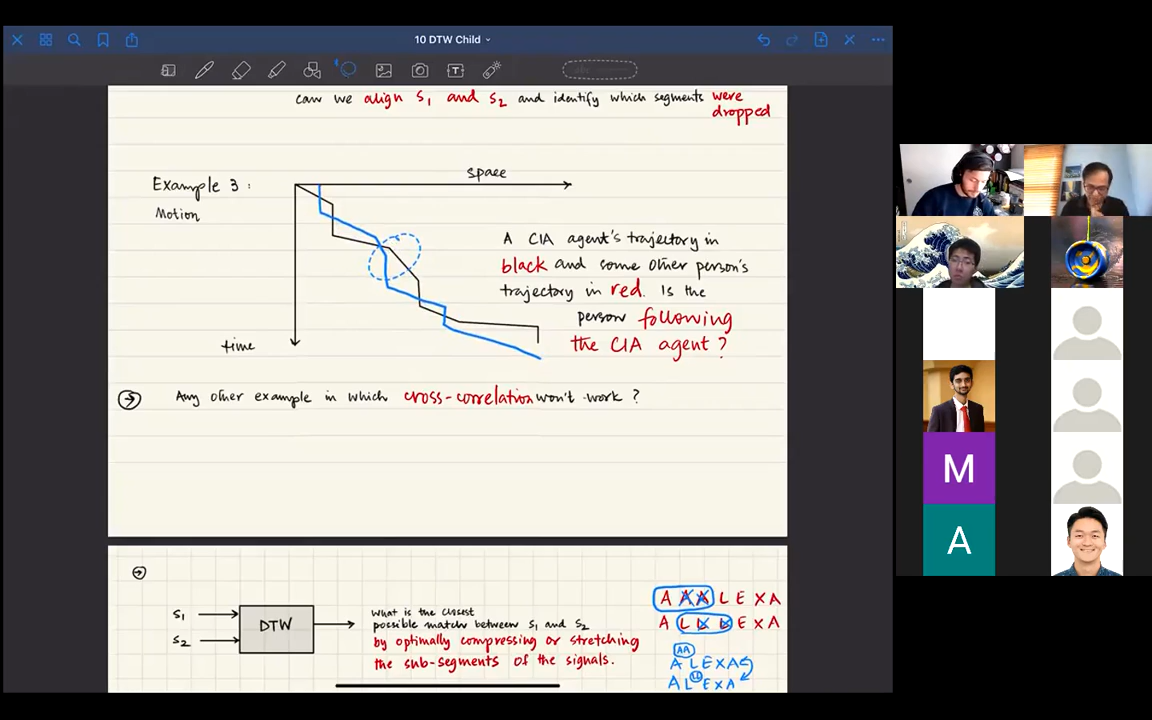 10 DTW Child
can we align S1 and S2 and identify which segments were
dropped
space
Example 3 :
Motion
A CIA agent's trajectory in
black and some other person's
trajectory in red. Is the
person following
the CIA agent ?
time
Any other example in which cross-correlation won't work ?
S1
S2
DTW
What is the closest
possible match between S1 and S2
by optimally compressing or stretching
the sub-segments of the signals.
A A A L E X A
A L L L E X A
AA
A L E X A
LL
A L E X A
M
A